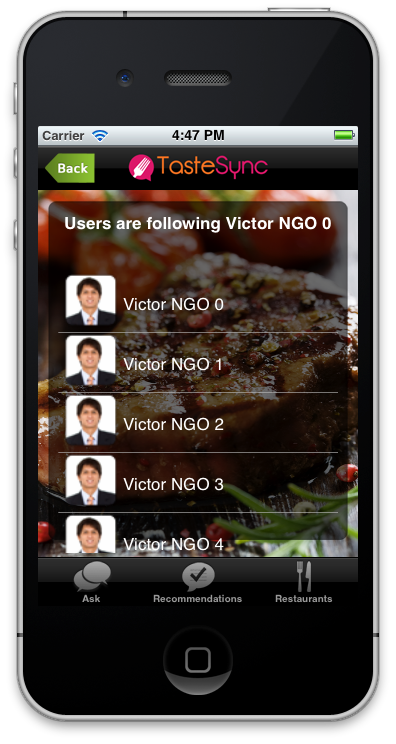 Carrier 4:47 PM
Back TasteSync
Users are following Victor NGO 0
Victor NGO 0
Victor NGO 1
Victor NGO 2
Victor NGO 3
Victor NGO 4
Ask Recommendations Restaurants